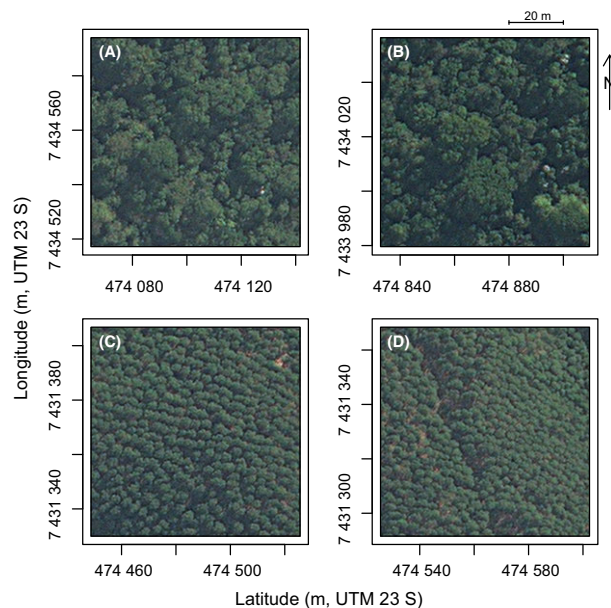 20 m
N
(A)
(B)
7 434 560
7 434 520
7 434 020
7 433 980
474 080
474 120
474 840
474 880
Longitude (m, UTM 23 S)
(C)
(D)
7 431 380
7 431 340
7 431 340
7 431 300
474 460
474 500
474 540
474 580
Latitude (m, UTM 23 S)